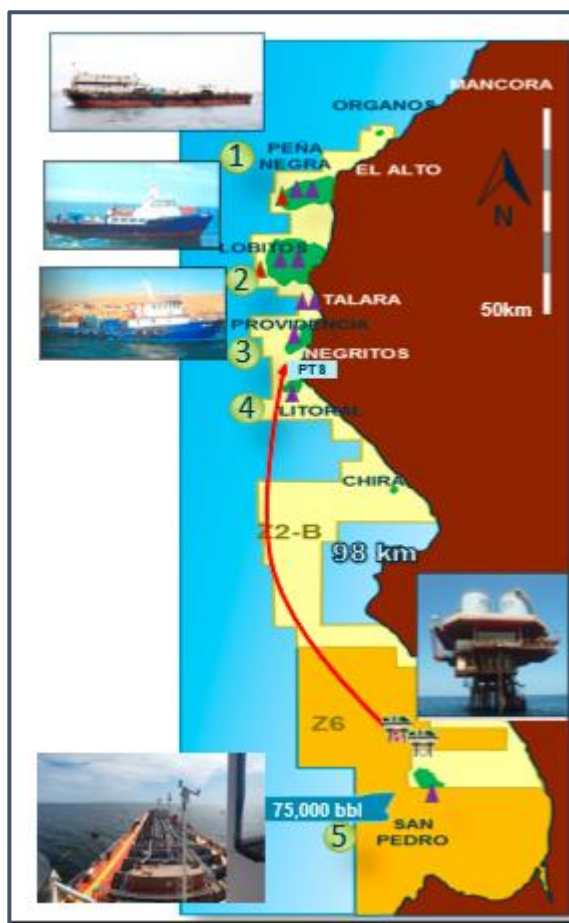 MANCORA
ORGANOS
1
PEÑA
NEGRA
EL ALTO
N
LOBITOS
2
TALARA
50km
PROVIDENCIA
3
NEGRITOS
PT8
4
LITORAL
CHIRA
Z2-B
98 km
Z6
75,000 bbl
5
SAN
PEDRO